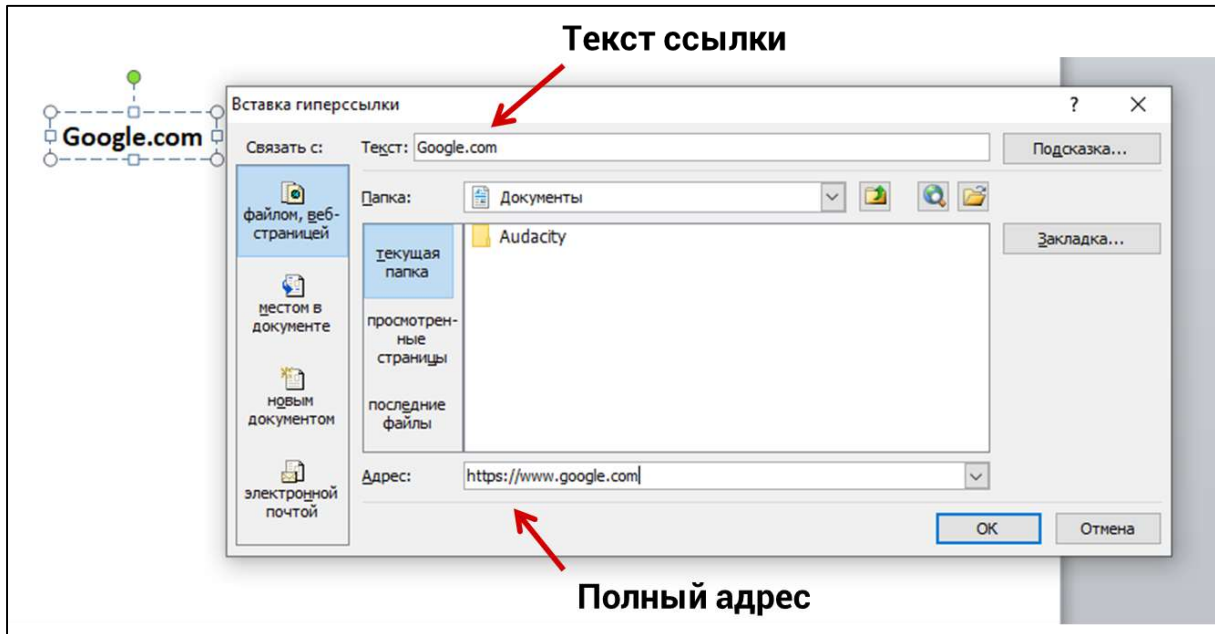 Текст ссылки
Google.com
Вставка гиперссылки
?
Связать с:
Текст: Google.com
Подсказка...
файлом, веб-
страницей
местом в
документе
новым
документом
электронной
почтой
Папка:
Документы
текущая
папка
просмотрен-
ные
страницы
последние
файлы
Audacity
Закладка...
Адрес:
https://www.google.com
OK
Отмена
Полный адрес